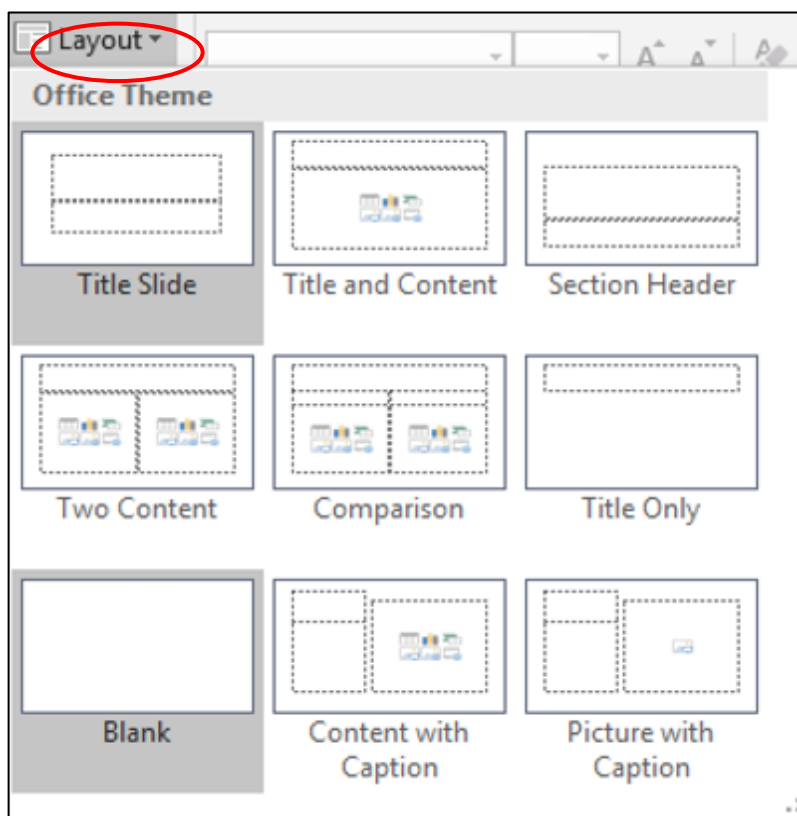 Layout
Office Theme
Title Slide
Title and Content
Section Header
Two Content
Comparison
Title Only
Blank
Content with
Caption
Picture with
Caption